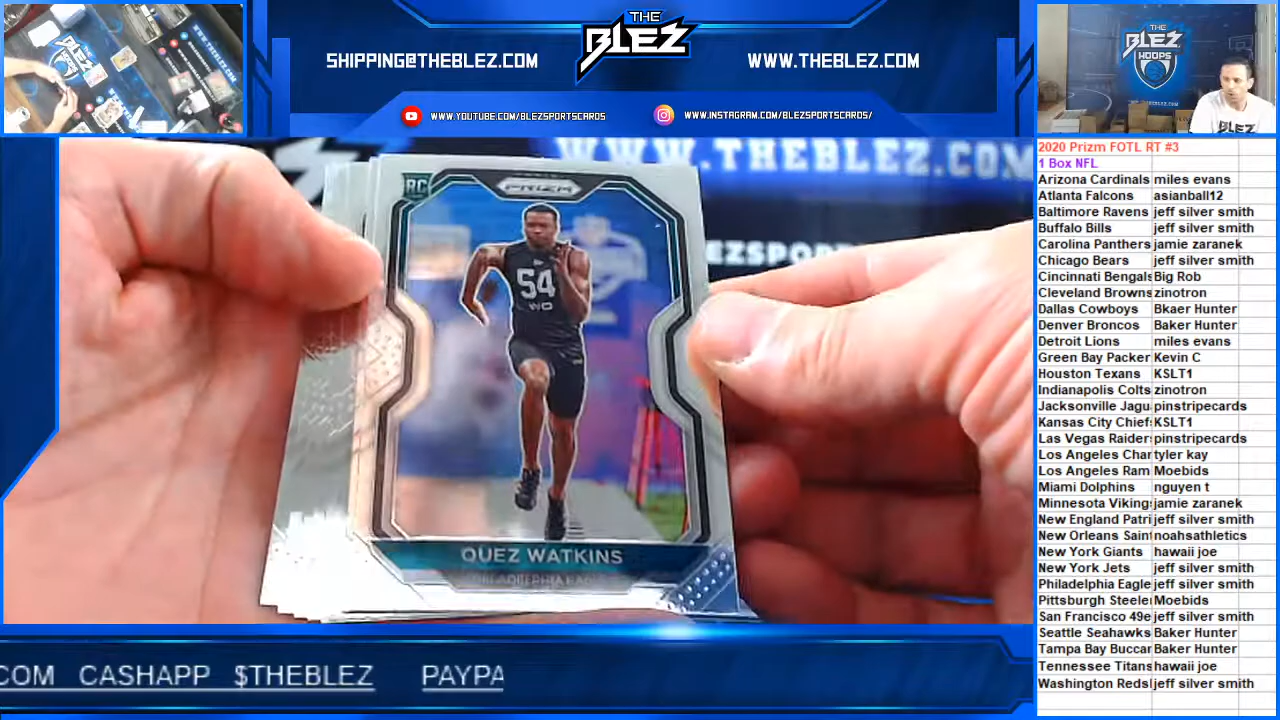 THE
BLEZ
SHIPPING@THEBLEZ.COM
WWW.THEBLEZ.COM
WWW.YOUTUBE.COM/BLEZSPORTSCARDS
WWW.INSTAGRAM.COM/BLEZSPORTSCARDS/
THE
BLEZ
HOOPS
BLEZ
WWW.THEBLEZ.COM
BLEZSPOR
RC
PRIZM
54
WO
QUEZ WATKINS
PHILADELPHIA EAGLES
2020 Prizm FOTL RT #3
1 Box NFL
Arizona Cardinals miles evans
Atlanta Falcons asianball12
Baltimore Ravens jeff silver smith
Buffalo Bills jeff silver smith
Carolina Panthers jamie zaranek
Chicago Bears jeff silver smith
Cincinnati Bengals Big Rob
Cleveland Browns zinotron
Dallas Cowboys Bkaer Hunter
Denver Broncos Baker Hunter
Detroit Lions miles evans
Green Bay Packer Kevin C
Houston Texans KSLT1
Indianapolis Colts zinotron
Jacksonville Jagu pinstripecards
Kansas City Chief KSLT1
Las Vegas Raider pinstripecards
Los Angeles Char tyler kay
Los Angeles Ram Moebids
Miami Dolphins nguyen t
Minnesota Viking jamie zaranek
New England Patri jeff silver smith
New Orleans Saint noahsathletics
New York Giants hawaii joe
New York Jets jeff silver smith
Philadelphia Eagle jeff silver smith
Pittsburgh Steele Moebids
San Francisco 49e jeff silver smith
Seattle Seahawks Baker Hunter
Tampa Bay Buccar Baker Hunter
Tennessee Titans hawaii joe
Washington Reds jeff silver smith
COM CASHAPP $THEBLEZ PAYPA